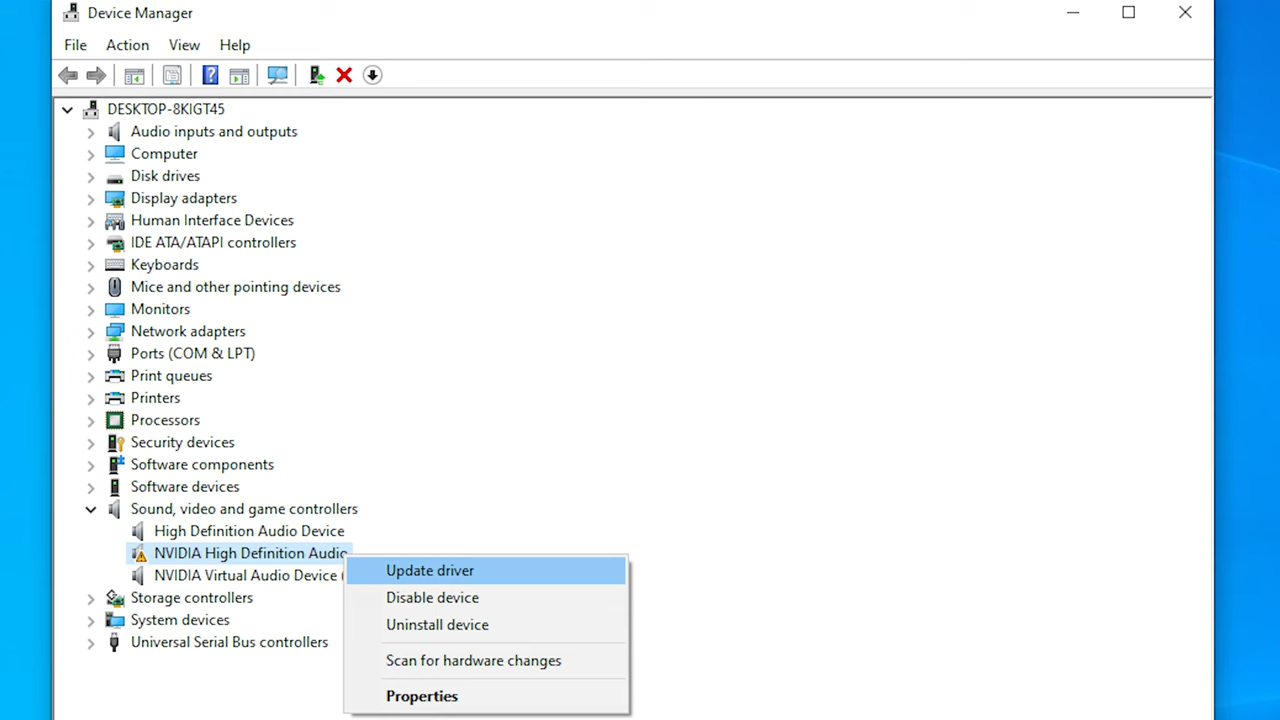 Device Manager
File Action View Help
DESKTOP-8KIGT45
Audio inputs and outputs
Computer
Disk drives
Display adapters
Human Interface Devices
IDE ATA/ATAPI controllers
Keyboards
Mice and other pointing devices
Monitors
Network adapters
Ports (COM & LPT)
Print queues
Printers
Processors
Security devices
Software components
Software devices
Sound, video and game controllers
High Definition Audio Device
NVIDIA High Definition Audio
NVIDIA Virtual Audio Device (
Storage controllers
System devices
Universal Serial Bus controllers
Update driver
Disable device
Uninstall device
Scan for hardware changes
Properties